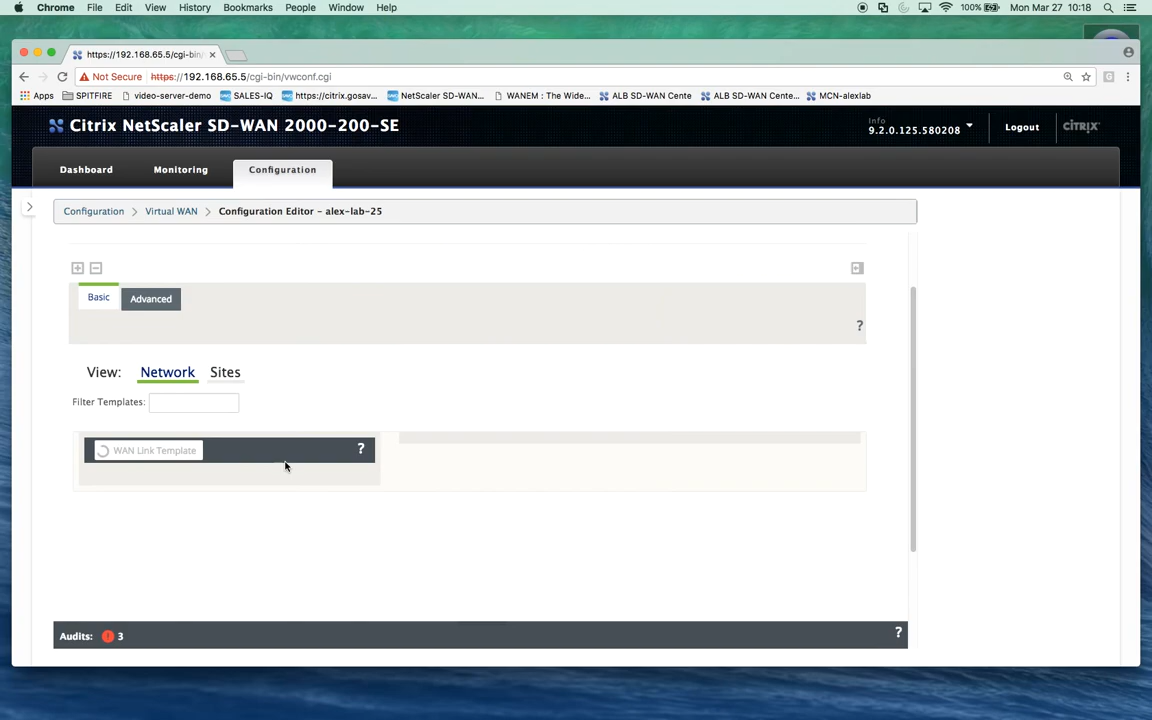 Chrome File Edit View History Bookmarks People Window Help 100% Mon Mar 27 10:18
https://192.168.65.5/cgi-bin/
Not Secure https://192.168.65.5/cgi-bin/vwconf.cgi
Apps SPITFIRE video-server-demo SALES-IQ https://citrix.gosav... NetScaler SD-WAN... WANEM : The Wide... ALB SD-WAN Cente ALB SD-WAN Cente... MCN-alexlab
Citrix NetScaler SD-WAN 2000-200-SE
Info
9.2.0.125.580208
Logout
CITRIX
Dashboard Monitoring Configuration
Configuration > Virtual WAN > Configuration Editor - alex-lab-25
Basic Advanced
?
View: Network Sites
Filter Templates:
WAN Link Template ?
Audits: ! 3 ?